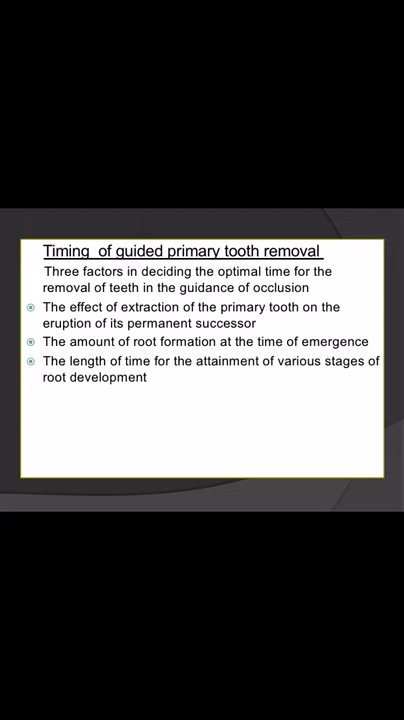 Timing  of guided primary tooth removal
Three factors in deciding the optimal time for the
removal of teeth in the guidance of occlusion
The effect of extraction of the primary tooth on the
eruption of its permanent successor
The amount of root formation at the time of emergence
The length of time for the attainment of various stages of
root development